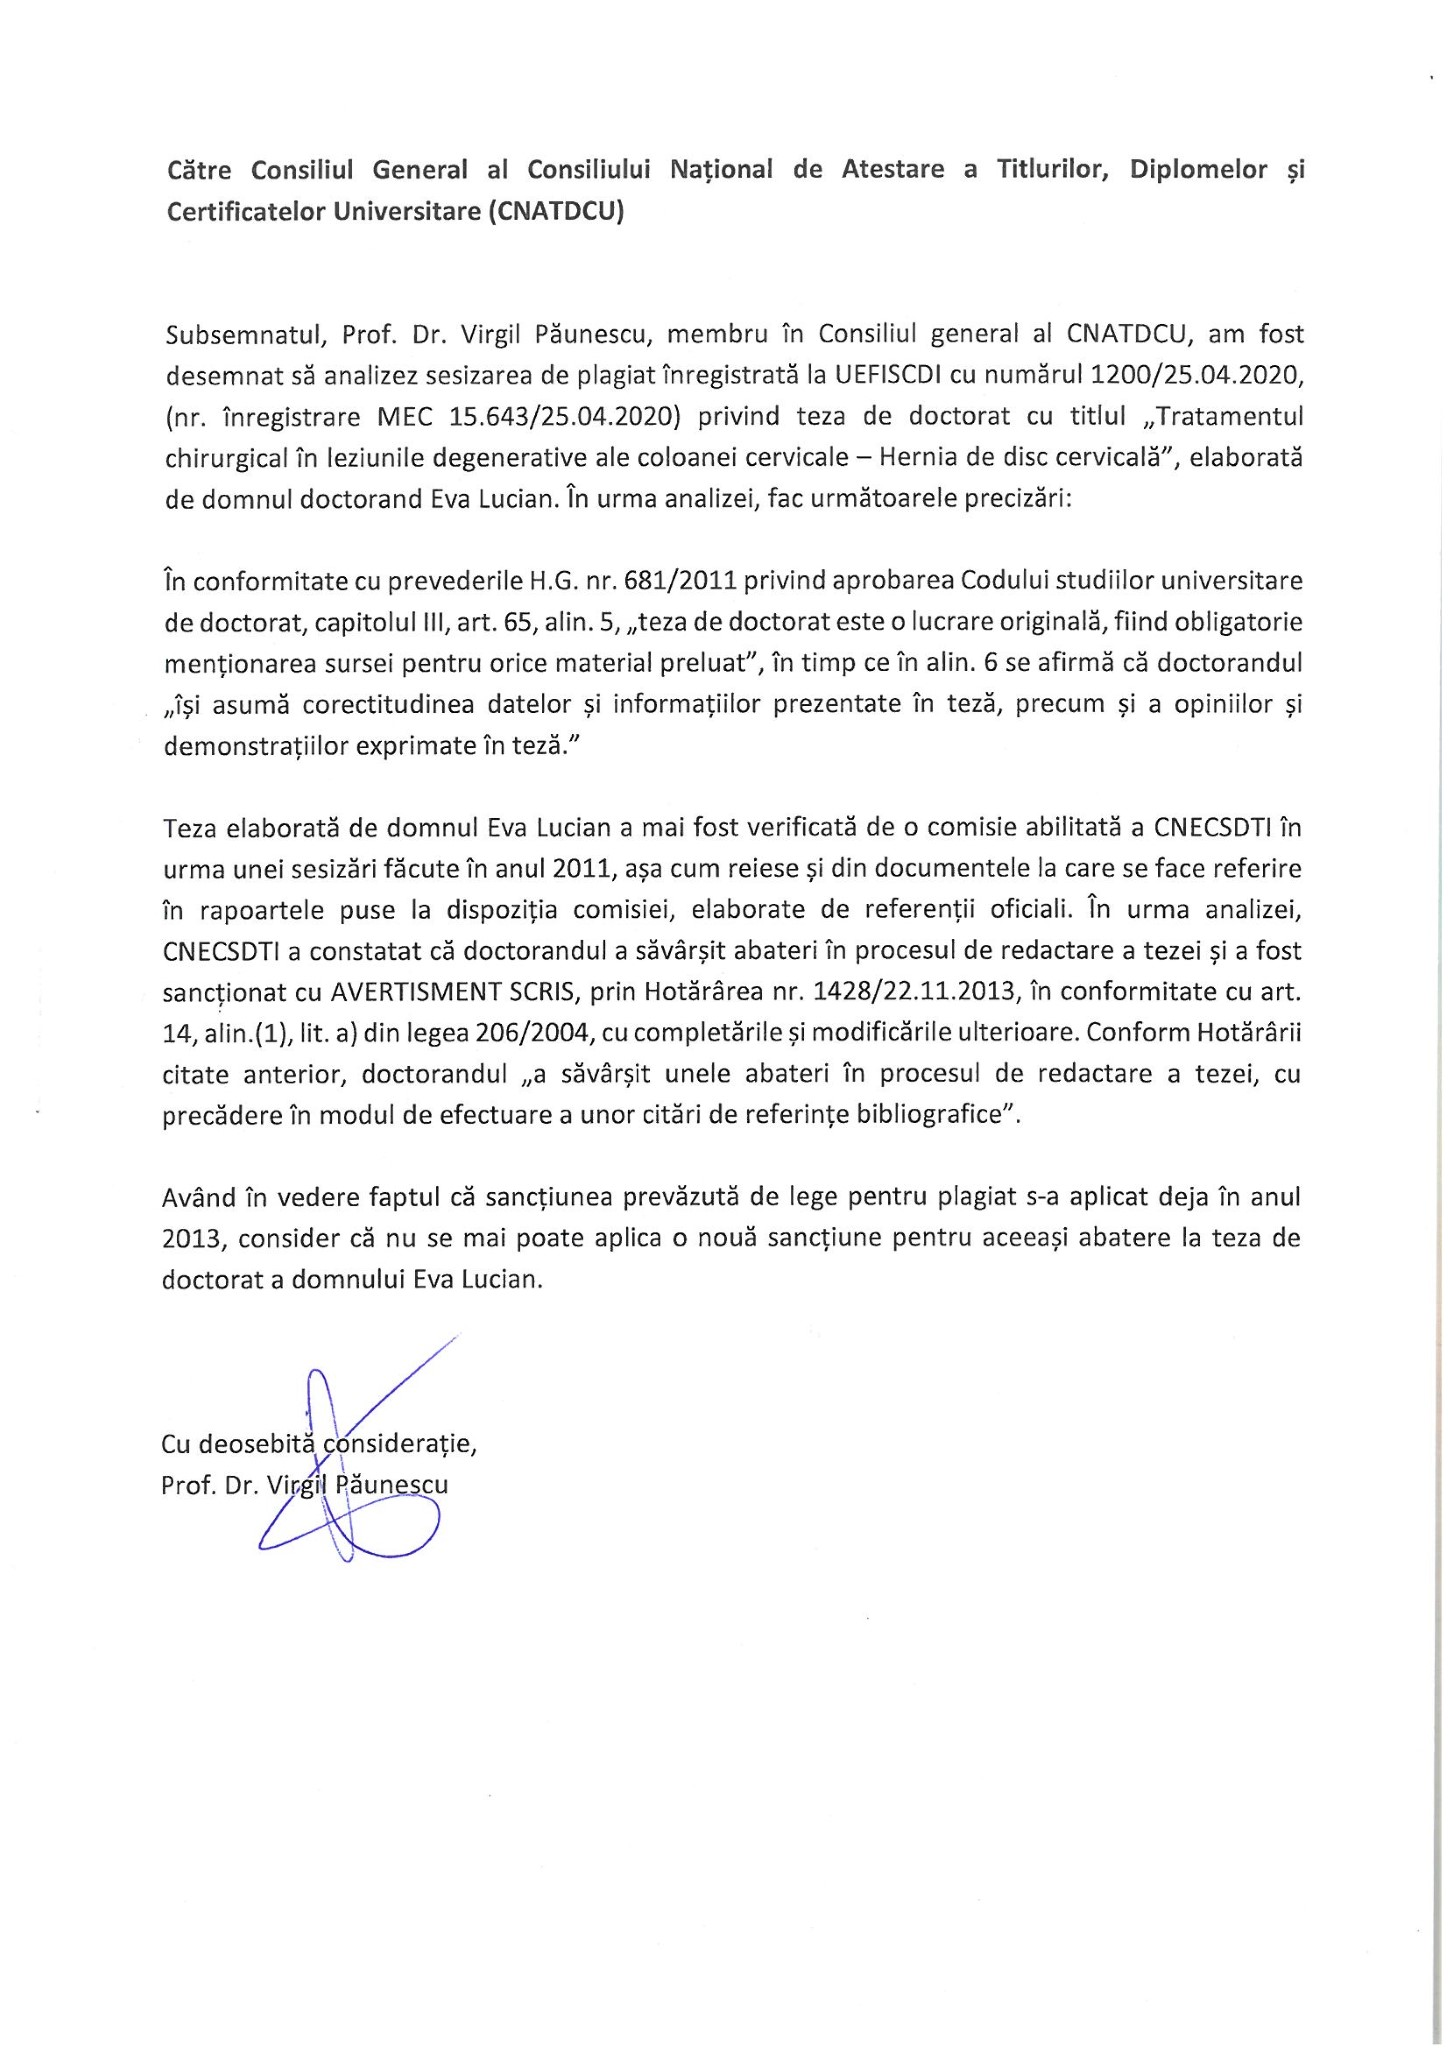 Către Consiliul General al Consiliului Național de Atestare a Titlurilor, Diplomelor și
Certificatelor Universitare (CNATDCU)
Subsemnatul, Prof. Dr. Virgil Păunescu, membru în Consiliul general al CNATDCU, am fost
desemnat să analizez sesizarea de plagiat înregistrată la UEFISCDI cu numărul 1200/25.04.2020,
(nr. înregistrare MEC 15.643/25.04.2020) privind teza de doctorat cu titlul „Tratamentul
chirurgical în leziunile degenerative ale coloanei cervicale – Hernia de disc cervicală”, elaborată
de domnul doctorand Eva Lucian. În urma analizei, fac următoarele precizări:
În conformitate cu prevederile H.G. nr. 681/2011 privind aprobarea Codului studiilor universitare
de doctorat, capitolul III, art. 65, alin. 5, „teza de doctorat este o lucrare originală, fiind obligatorie
menționarea sursei pentru orice material preluat”, în timp ce în alin. 6 se afirmă că doctorandul
„își asumă corectitudinea datelor și informațiilor prezentate în teză, precum și a opiniilor și
demonstrațiilor exprimate în teză.”
Teza elaborată de domnul Eva Lucian a mai fost verificată de o comisie abilitată a CNECSDTI în
urma unei sesizări făcute în anul 2011, așa cum reiese și din documentele la care se face referire
în rapoartele puse la dispoziția comisiei, elaborate de referenții oficiali. În urma analizei,
CNECSDTI a constatat că doctorandul a săvârșit abateri în procesul de redactare a tezei și a fost
sancționat cu AVERTISMENT SCRIS, prin Hotărârea nr. 1428/22.11.2013, în conformitate cu art.
14, alin.(1), lit. a) din legea 206/2004, cu completările și modificările ulterioare. Conform Hotărârii
citate anterior, doctorandul „a săvârșit unele abateri în procesul de redactare a tezei, cu
precădere în modul de efectuare a unor citări de referințe bibliografice”.
Având în vedere faptul că sancțiunea prevăzută de lege pentru plagiat s-a aplicat deja în anul
2013, consider că nu se mai poate aplica o nouă sancțiune pentru aceeași abatere la teza de
doctorat a domnului Eva Lucian.
Cu deosebită considerație,
Prof. Dr. Virgil Păunescu